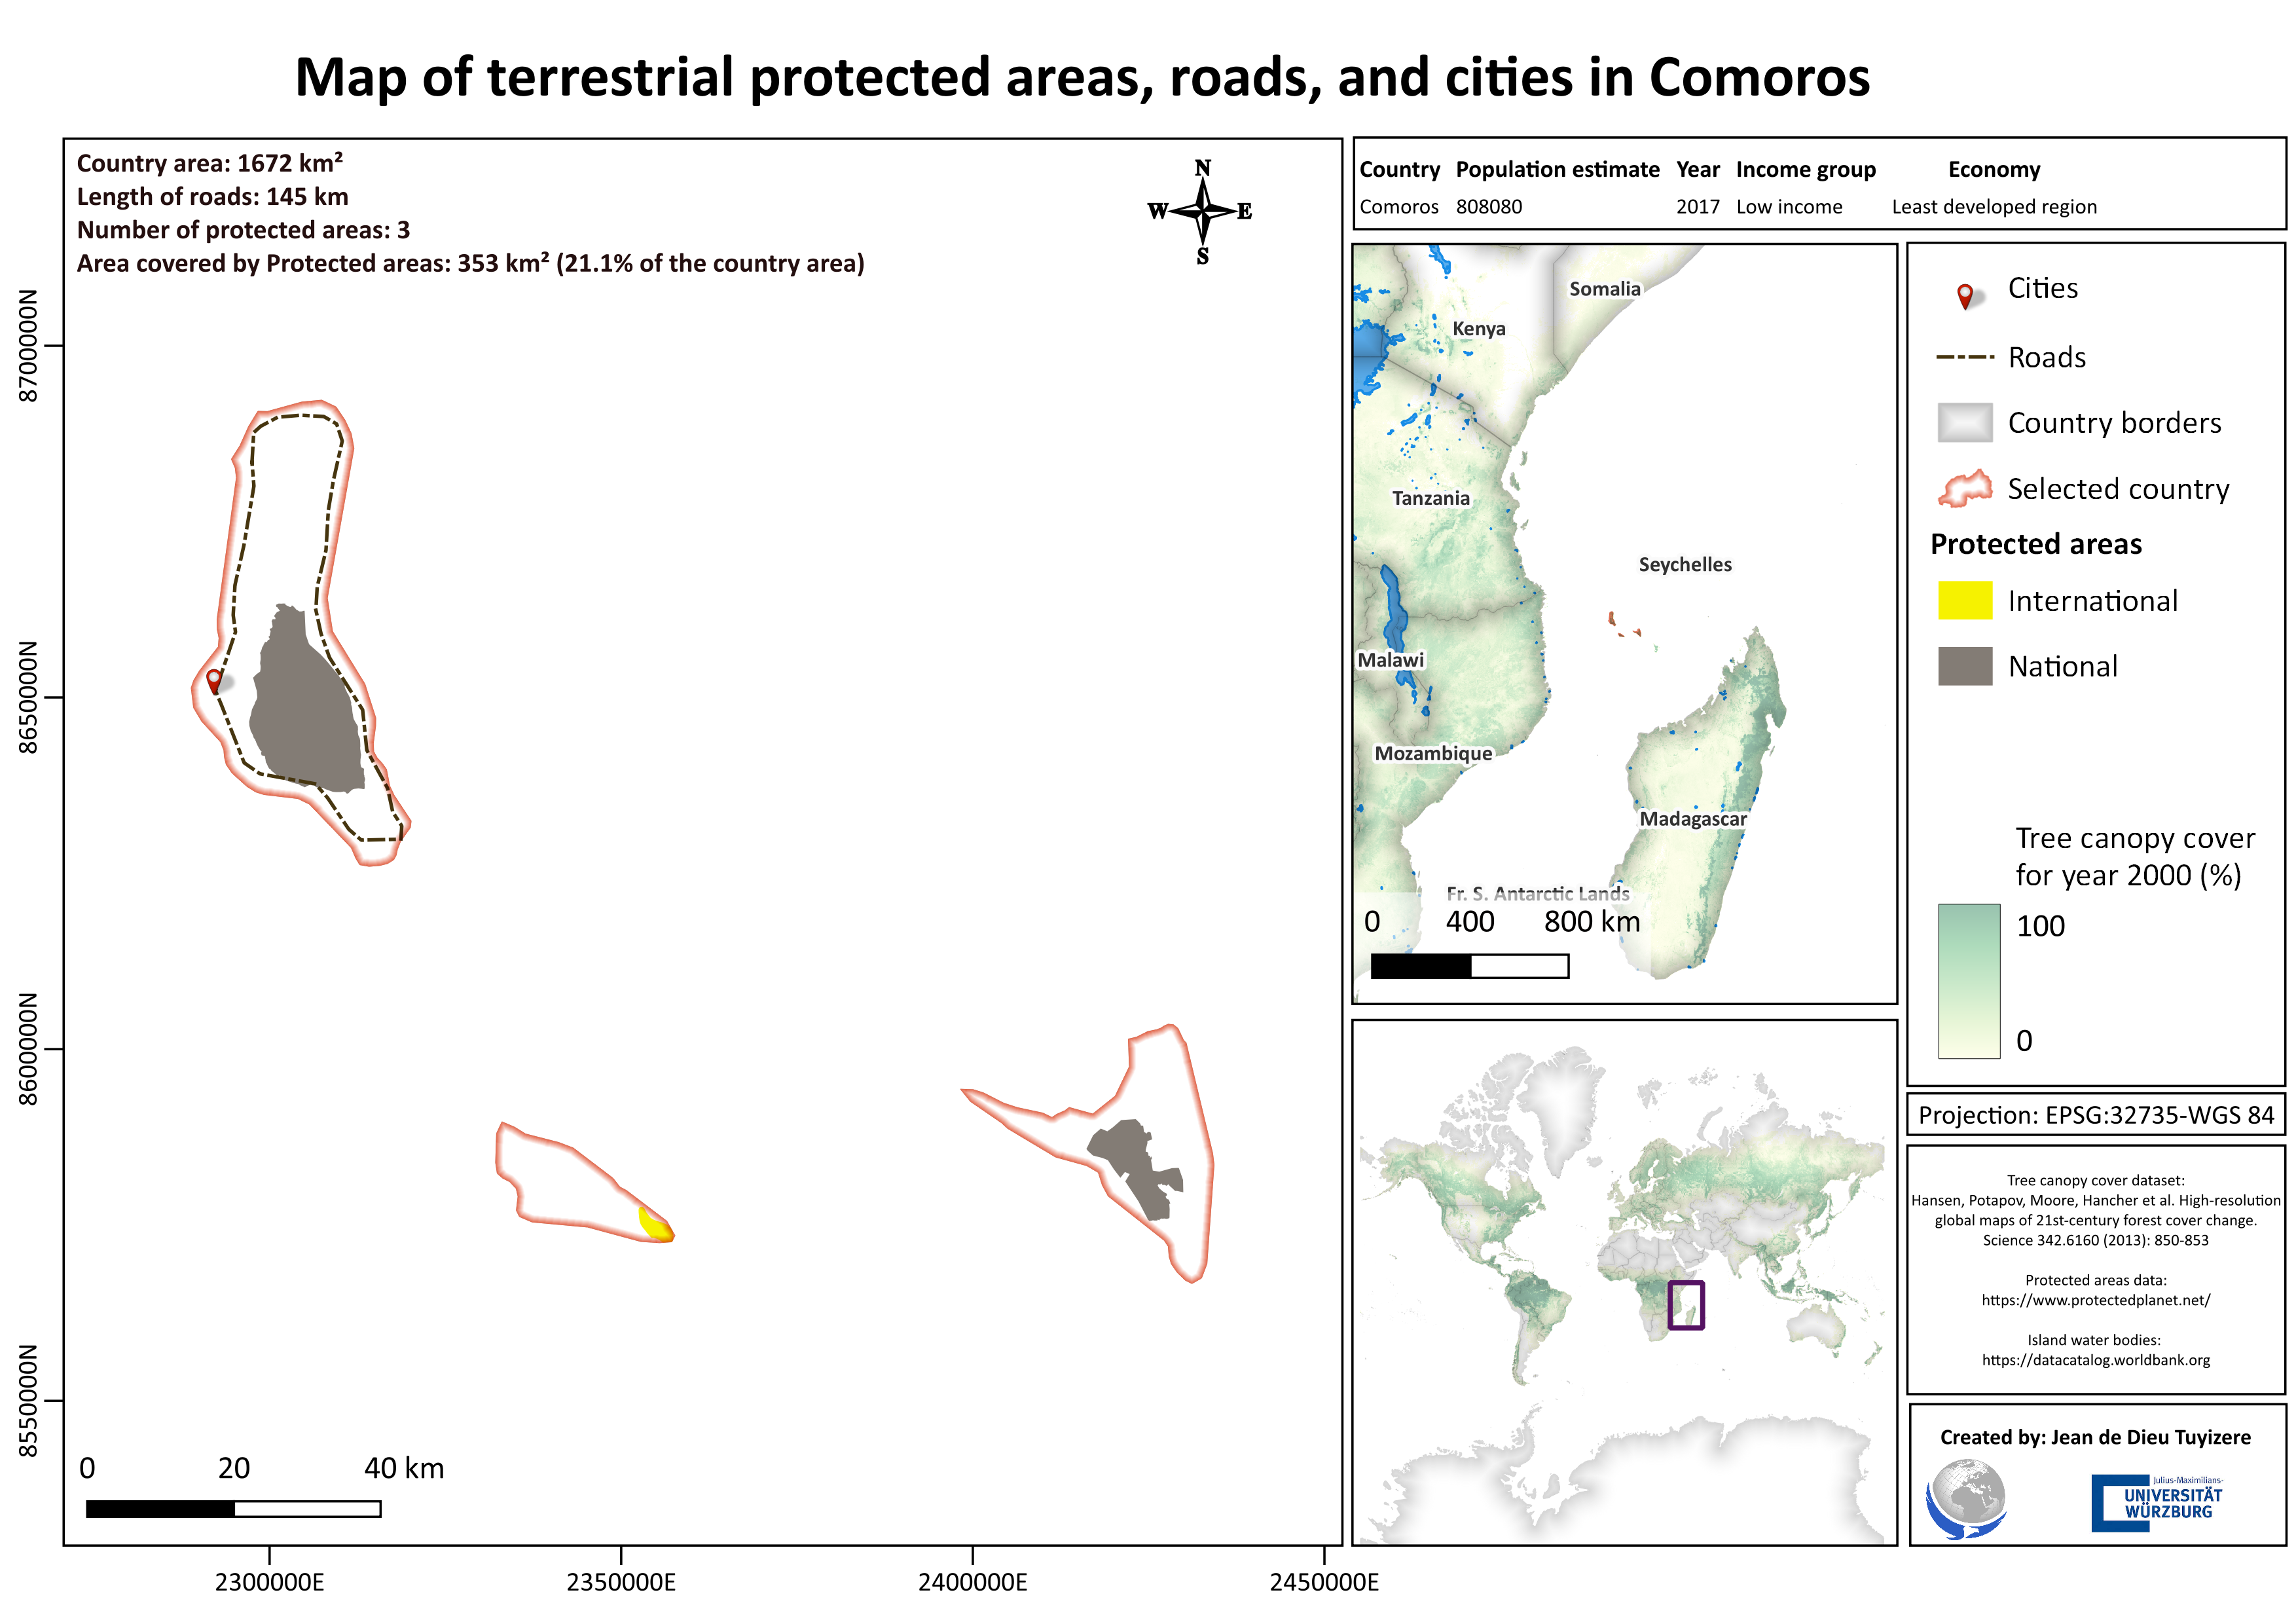 Map of terrestrial protected areas, roads, and cities in Comoros
Country area: 1672 km²
Length of roads: 145 km
Number of protected areas: 3
Area covered by Protected areas: 353 km² (21.1% of the country area)
N
W E
S
8700000N
8650000N
8600000N
8550000N
0 20 40 km
2300000E 2350000E 2400000E 2450000E
Country Population estimate Year Income group Economy
Comoros 808080 2017 Low income Least developed region
Somalia
Kenya
Tanzania
Seychelles
Malawi
Mozambique
Madagascar
Fr. S. Antarctic Lands
0 400 800 km
Cities
Roads
Country borders
Selected country
Protected areas
International
National
Tree canopy cover
for year 2000 (%)
100
0
Projection: EPSG:32735-WGS 84
Tree canopy cover dataset:
Hansen, Potapov, Moore, Hancher et al. High-resolution
global maps of 21st-century forest cover change.
Science 342.6160 (2013): 850-853
Protected areas data:
https://www.protectedplanet.net/
Island water bodies:
https://datacatalog.worldbank.org
Created by: Jean de Dieu Tuyizere
Julius-Maximilians-
UNIVERSITÄT
WÜRZBURG